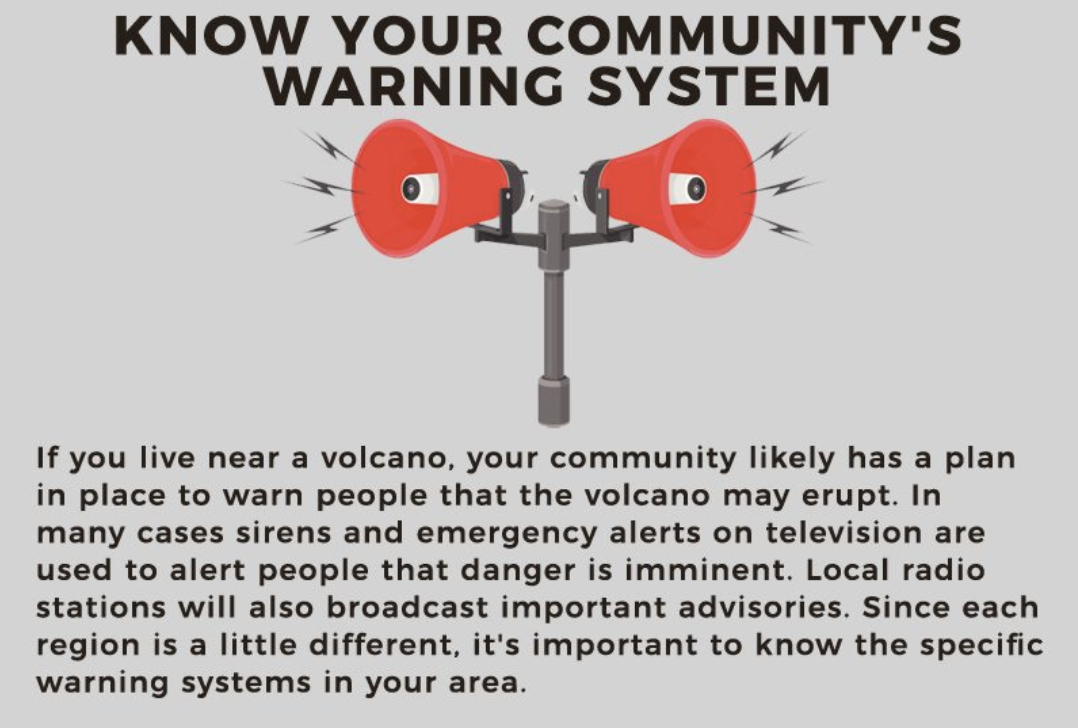 KNOW YOUR COMMUNITY'S
WARNING SYSTEM
If you live near a volcano, your community likely has a plan
in place to warn people that the volcano may erupt. In
many cases sirens and emergency alerts on television are
used to alert people that danger is imminent. Local radio
stations will also broadcast important advisories. Since each
region is a little different, it's important to know the specific
warning systems in your area.